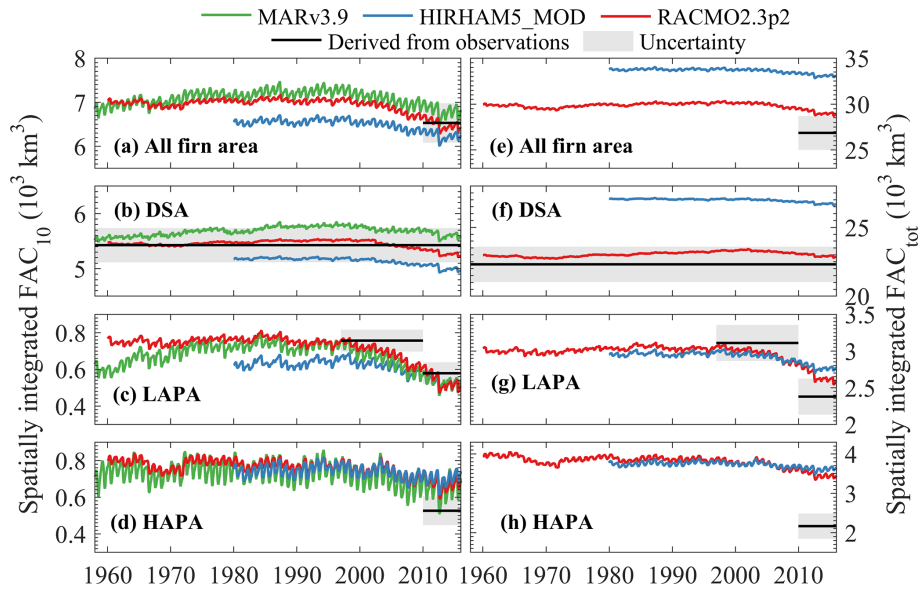 MARv3.9 HIRHAM5_MOD RACMO2.3p2
Derived from observations Uncertainty
Spatially integrated FAC10 (10³ km³)
8
7
6
(a) All firn area
6
5
(b) DSA
0.8
0.6
0.4
(c) LAPA
0.8
0.6
0.4
(d) HAPA
1960 1970 1980 1990 2000 2010
35
30
25
(e) All firn area
25
20
(f) DSA
3.5
3
2.5
2
(g) LAPA
4
3
2
(h) HAPA
1960 1970 1980 1990 2000 2010
Spatially integrated FACtot (10³ km³)